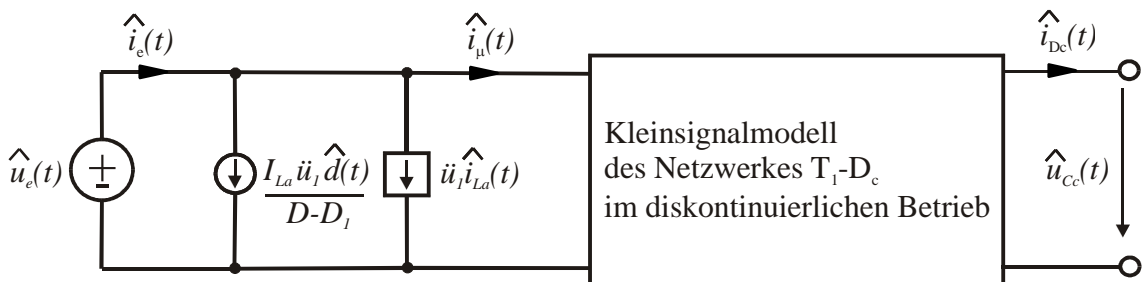 î_e(t)
î_μ(t)
î_Dc(t)
û_e(t)
I_La ü_1 d̂(t)
D-D_1
ü_1 î_La(t)
Kleinsignalmodell
des Netzwerkes T_1-D_c
im diskontinuierlichen Betrieb
û_Cc(t)